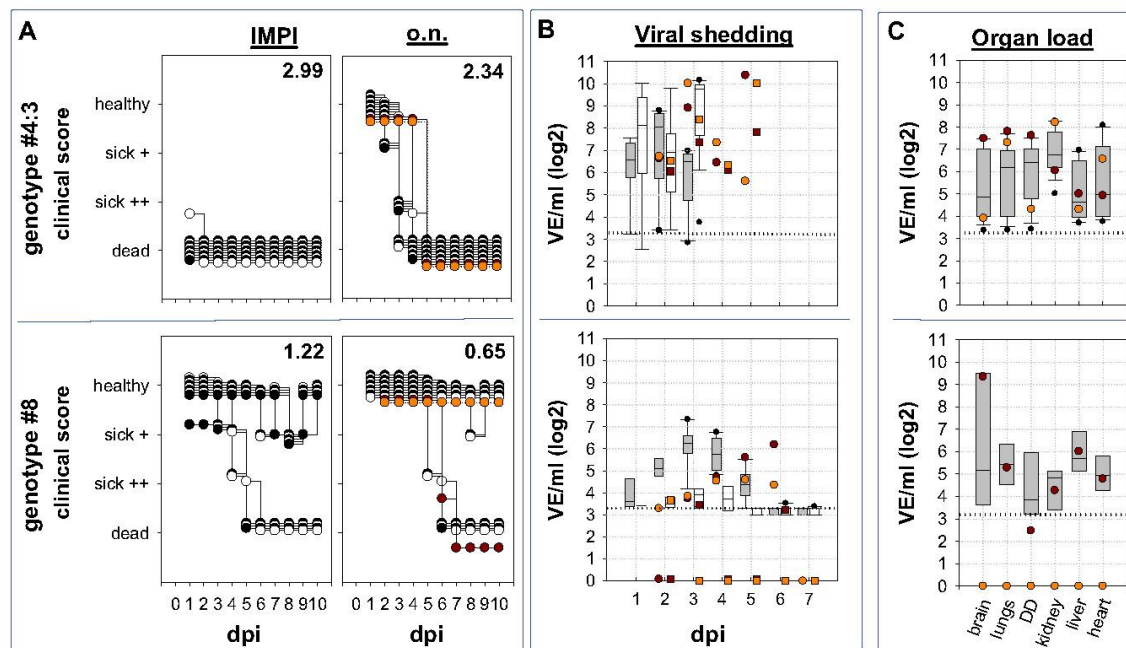 A
IMPI
o.n.
genotype #4:3
clinical score
healthy
sick +
sick ++
dead
2.99
2.34
genotype #8
clinical score
healthy
sick +
sick ++
dead
1.22
0.65
0 1 2 3 4 5 6 7 8 910
0 1 2 3 4 5 6 7 8 910
dpi
dpi
B
Viral shedding
VE/ml (log2)
11
10
9
8
7
6
5
4
3
2
1
0
VE/ml (log2)
11
10
9
8
7
6
5
4
3
2
1
0
1 2 3 4 5 6 7
dpi
C
Organ load
VE/ml (log2)
11
10
9
8
7
6
5
4
3
2
1
0
VE/ml (log2)
11
10
9
8
7
6
5
4
3
2
1
0
brain
lungs
DD
kidney
liver
heart